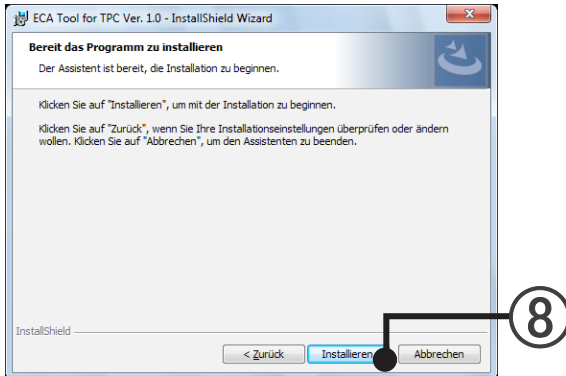 ECA Tool for TPC Ver. 1.0 - InstallShield Wizard
Bereit das Programm zu installieren
Der Assistent ist bereit, die Installation zu beginnen.
Klicken Sie auf "Installieren", um mit der Installation zu beginnen.
Klicken Sie auf "Zurück", wenn Sie Ihre Installationseinstellungen überprüfen oder ändern
wollen. Klicken Sie auf "Abbrechen", um den Assistenten zu beenden.
InstallShield
< Zurück Installieren Abbrechen
⑧